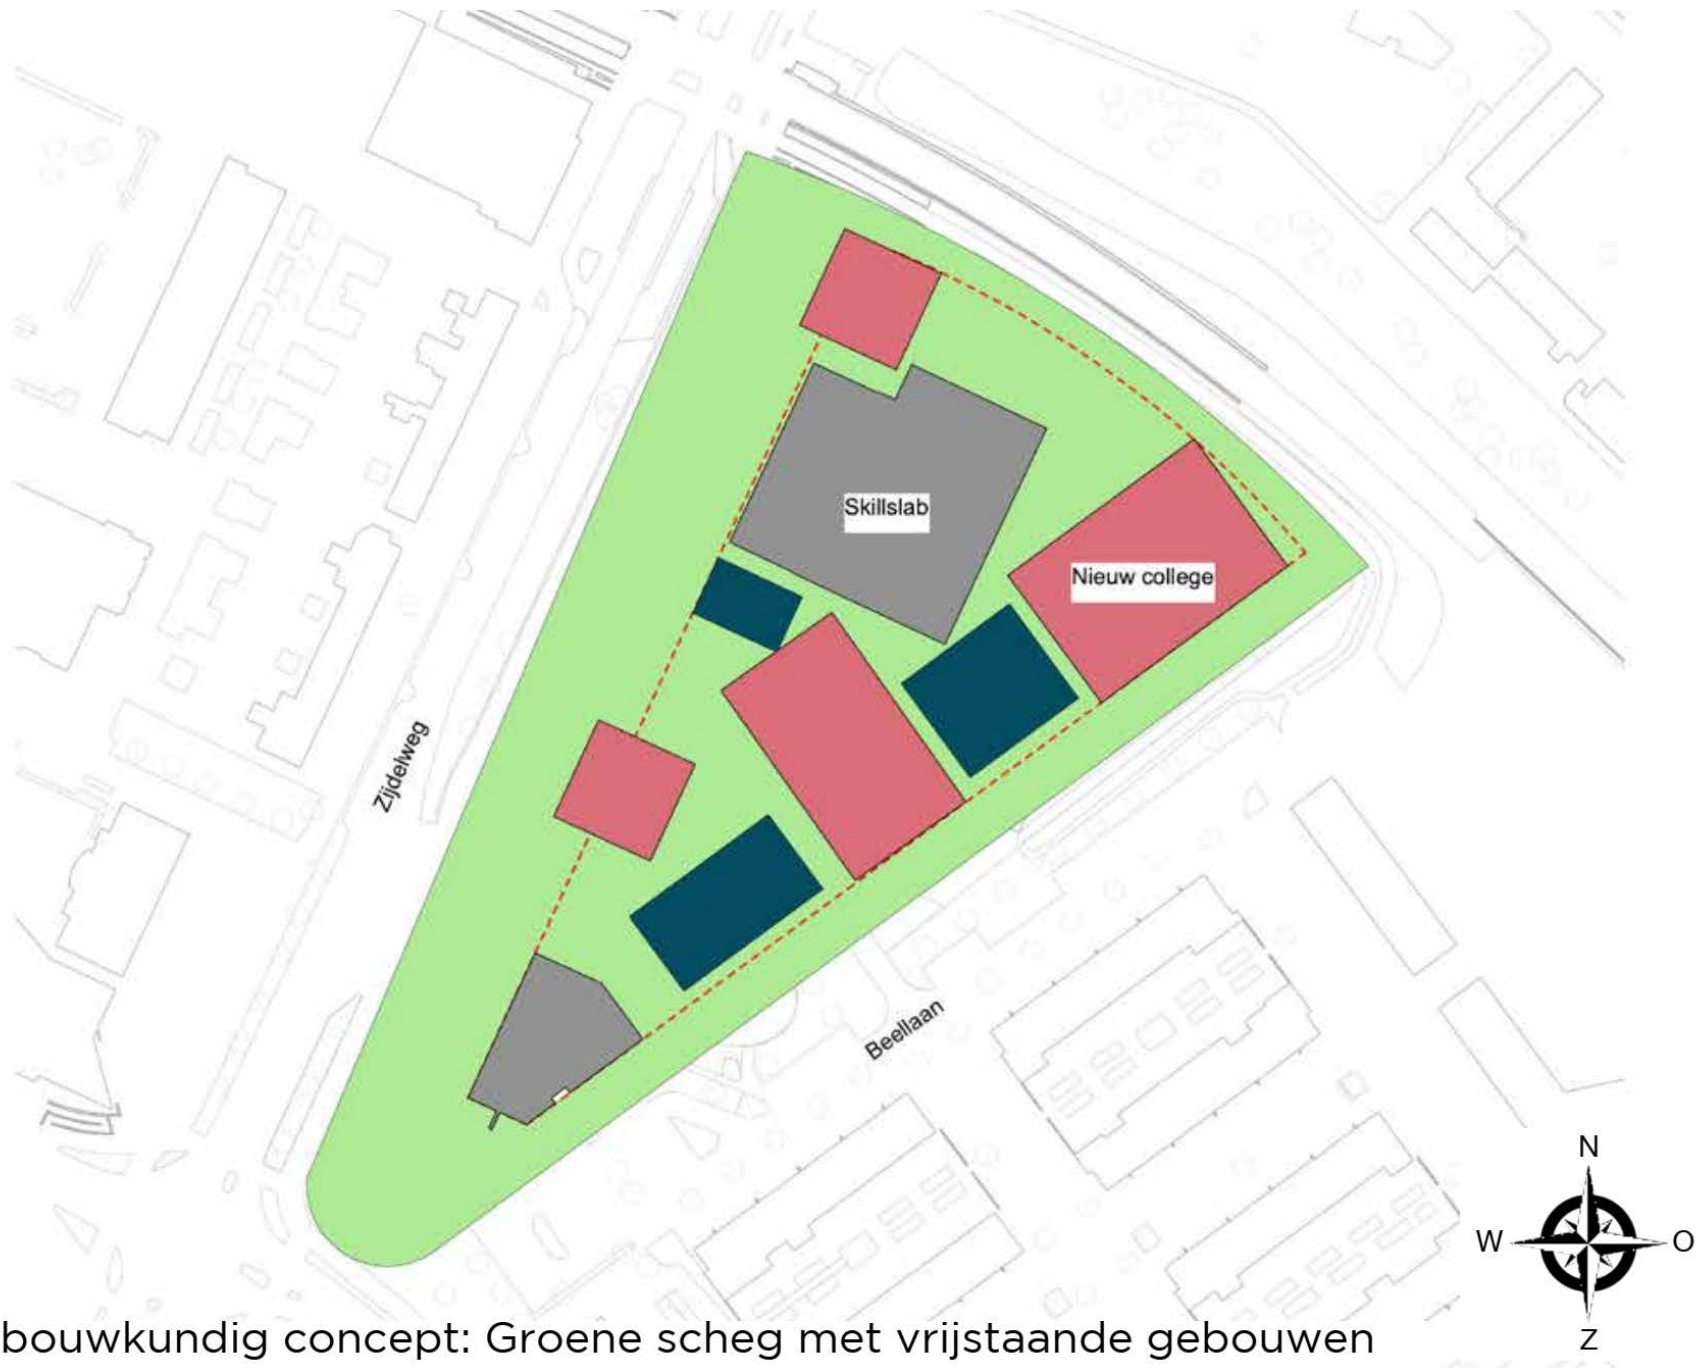 Skillslab
Nieuw college
Zijdelweg
Beellaan
N
W
O
Z
bouwkundig concept: Groene scheg met vrijstaande gebouwen